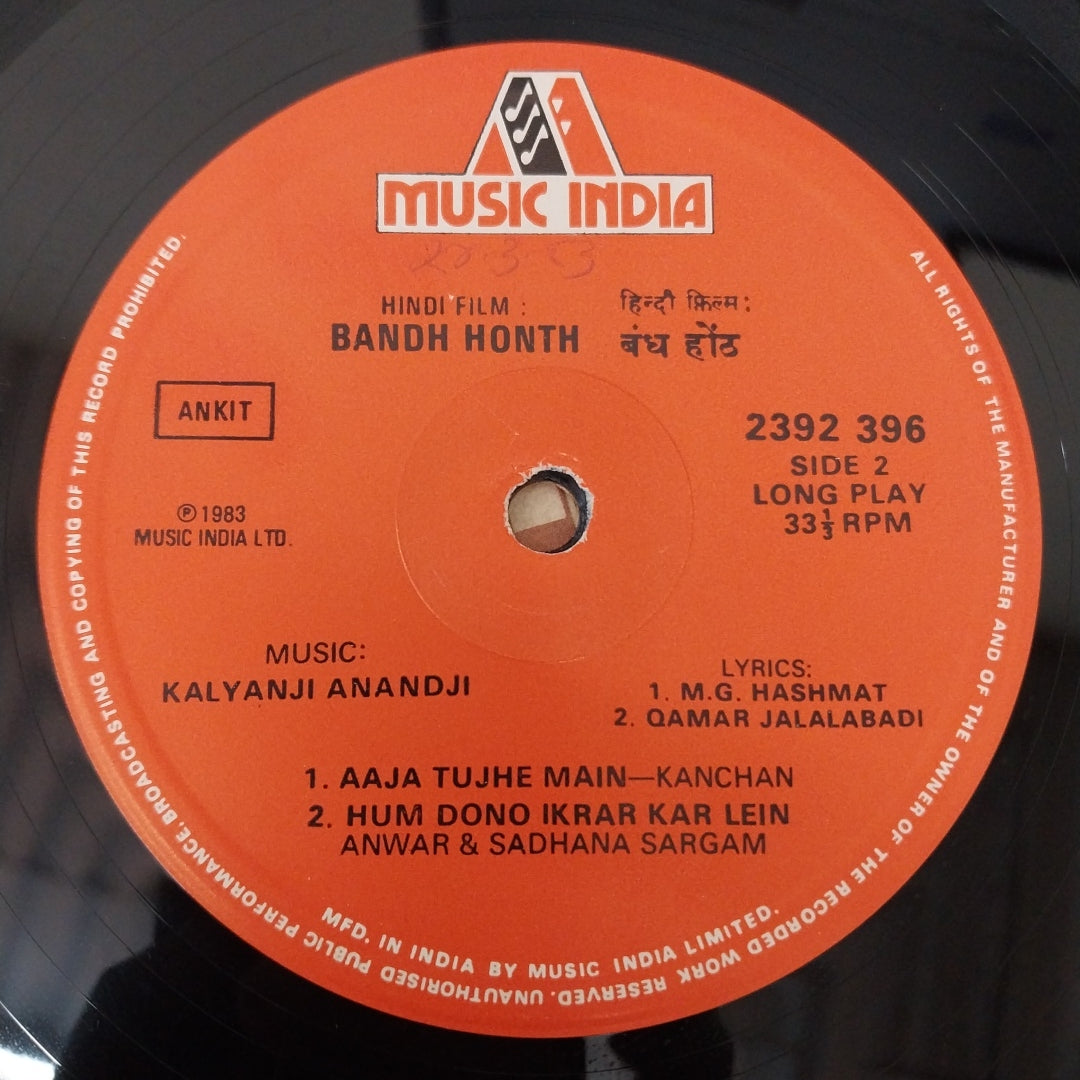 MUSIC INDIA
HINDI FILM :
BANDH HONTH
हिन्दी फ़िल्म :
बंध होंठ
ANKIT
2392 396
SIDE 2
LONG PLAY
33⅓ RPM
℗ 1983
MUSIC INDIA LTD.
MUSIC:
KALYANJI ANANDJI
LYRICS:
1. M.G. HASHMAT
2. QAMAR JALALABADI
1. AAJA TUJHE MAIN—KANCHAN
2. HUM DONO IKRAR KAR LEIN
ANWAR & SADHANA SARGAM
MFD. IN INDIA BY MUSIC INDIA LIMITED.
ALL RIGHTS OF THE MANUFACTURER AND OF THE OWNER OF THE RECORDED WORK RESERVED. UNAUTHORISED PUBLIC PERFORMANCE, BROADCASTING AND COPYING OF THIS RECORD PROHIBITED.